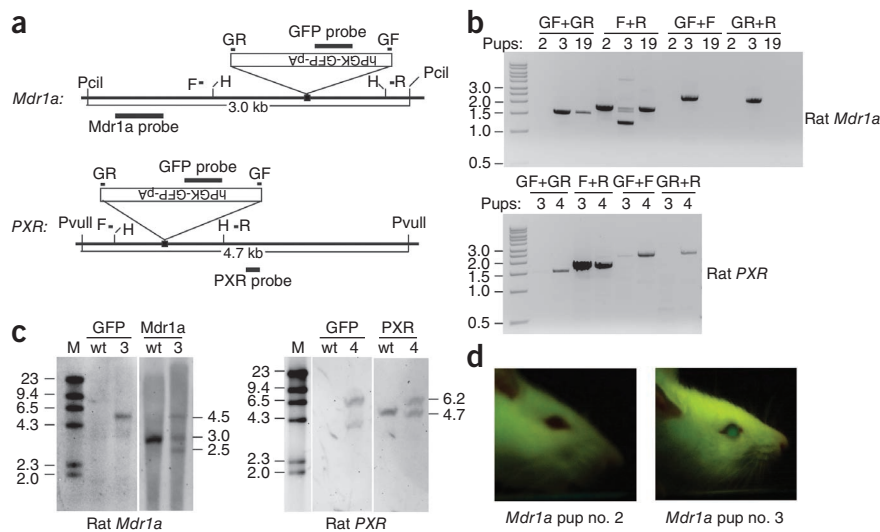 a
GFP probe
GR
GF
hPGK-GFP-pA
PciI
F
H
H
R
PciI
Mdr1a:
3.0 kb
Mdr1a probe
GFP probe
GR
GF
hPGK-GFP-pA
PXR:
PvuII
F
H
H
R
PvuII
4.7 kb
PXR probe
b
GF+GR F+R GF+F GR+R
Pups: 2 3 19 2 3 19 2 3 19 2 3 19
3.0
2.0
1.5
1.0
0.5
Rat Mdr1a
GF+GR F+R GF+F GR+R
Pups: 3 4 3 4 3 4 3 4
3.0
2.0
1.5
1.0
0.5
Rat PXR
c
GFP Mdr1a
M wt 3 wt 3
23
9.4
6.5
4.3
2.3
2.0
4.5
3.0
2.5
Rat Mdr1a
GFP PXR
M wt 4 wt 4
23
9.4
6.5
4.3
2.3
2.0
6.2
4.7
Rat PXR
d
Mdr1a pup no. 2
Mdr1a pup no. 3